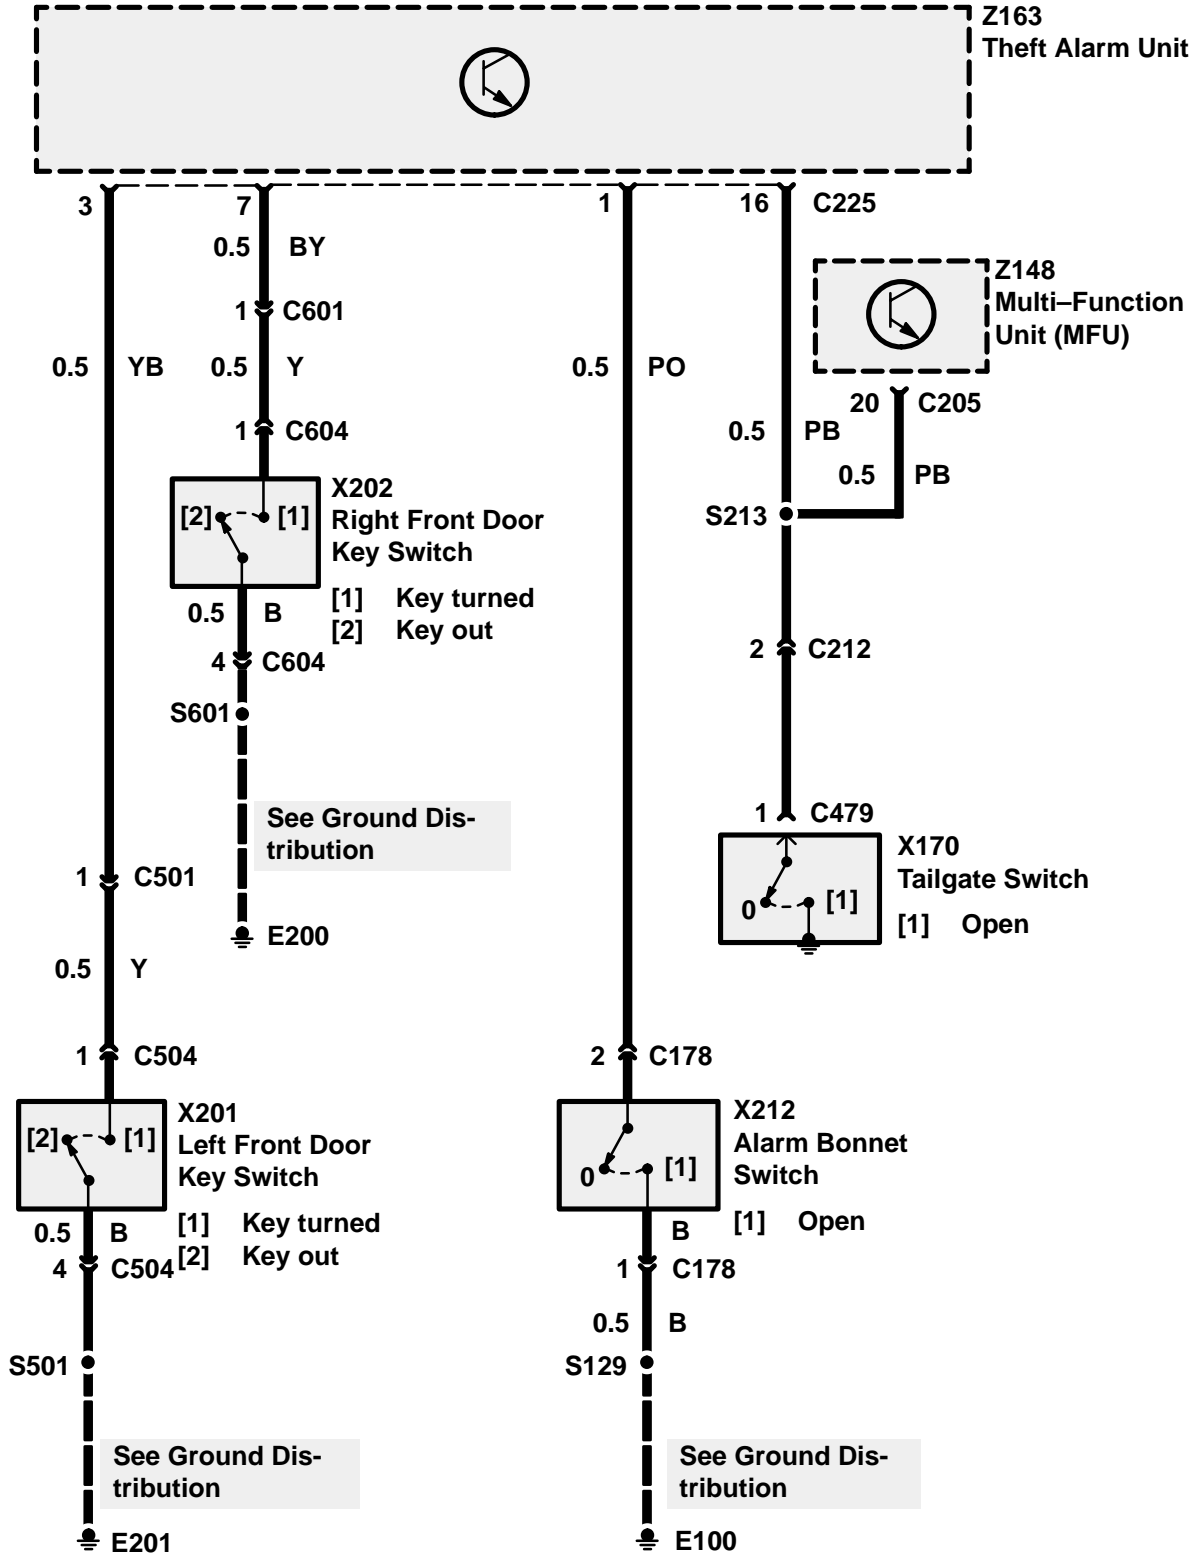 Z163
Theft Alarm Unit
3
7
1
16
C225
0.5
BY
Z148
Multi–Function
Unit (MFU)
1
C601
0.5
YB
0.5
Y
0.5
PO
20
C205
1
C604
0.5
PB
0.5
PB
X202
Right Front Door
Key Switch
[2]
[1]
S213
[1] Key turned
[2] Key out
0.5
B
4
C604
2
C212
S601
See Ground Dis-
tribution
1
C479
X170
Tailgate Switch
0
[1]
[1] Open
1
C501
E200
0.5
Y
1
C504
2
C178
X201
Left Front Door
Key Switch
[2]
[1]
[1] Key turned
[2] Key out
X212
Alarm Bonnet
Switch
0
[1]
[1] Open
0.5
B
4
C504
B
1
C178
0.5
B
S501
S129
See Ground Dis-
tribution
See Ground Dis-
tribution
E201
E100